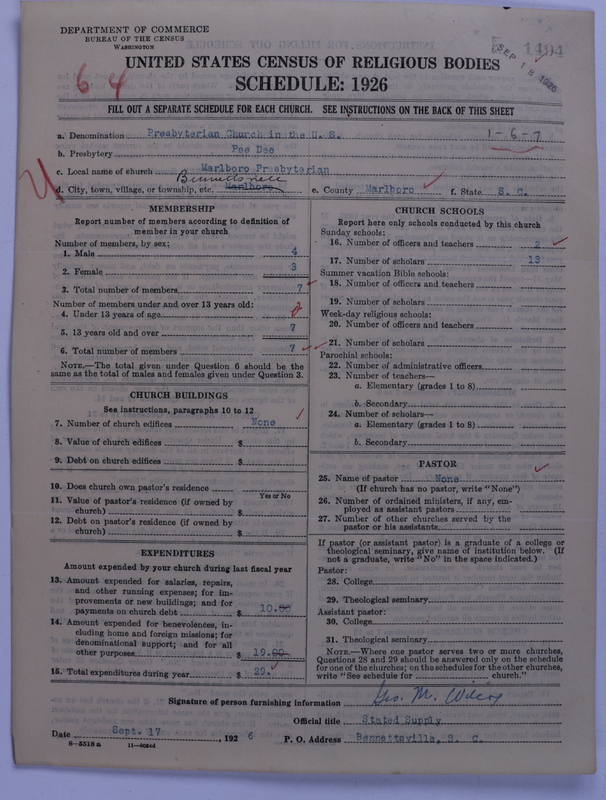 DEPARTMENT OF COMMERCE
BUREAU OF THE CENSUS
WASHINGTON
1494
SEP 18 1926
UNITED STATES CENSUS OF RELIGIOUS BODIES
SCHEDULE: 1926
64
FILL OUT A SEPARATE SCHEDULE FOR EACH CHURCH. SEE INSTRUCTIONS ON THE BACK OF THIS SHEET
a. Denomination Presbyterian Church in the U. S. 1-6-7
b. Presbytery Pee Dee
c. Local name of church Marlboro Presbyterian
Bennettsville
d. City, town, village, or township, etc. Marlboro e. County Marlboro f. State S. C.
MEMBERSHIP
Report number of members according to definition of
member in your church
Number of members, by sex:
1. Male 4
2. Female 3
3. Total number of members 7
Number of members under and over 13 years old:
4. Under 13 years of age
5. 13 years old and over 7
6. Total number of members 7
NOTE.—The total given under Question 6 should be
same as the total of males and females given under Question 3.
CHURCH BUILDINGS
See instructions, paragraphs 10 to 12
7. Number of church edifices None
8. Value of church edifices $
9. Debt on church edifices $
10. Does church own pastor's residence
Yes or No
11. Value of pastor's residence (if owned by
church) $
12. Debt on pastor's residence (if owned by
church) $
EXPENDITURES
Amount expended by your church during last fiscal year
13. Amount expended for salaries, repairs,
and other running expenses; for im-
provements or new buildings; and for
payments on church debt $ 10.00
14. Amount expended for benevolences, in-
cluding home and foreign missions; for
denominational support; and for all
other purposes $ 19.00
15. Total expenditures during year $ 29.
CHURCH SCHOOLS
Report here only schools conducted by this church
Sunday schools:
16. Number of officers and teachers 2
17. Number of scholars 13
Summer vacation Bible schools:
18. Number of officers and teachers
19. Number of scholars
Week-day religious schools:
20. Number of officers and teachers
21. Number of scholars
Parochial schools:
22. Number of administrative officers
23. Number of teachers—
a. Elementary (grades 1 to 8)
b. Secondary
24. Number of scholars—
a. Elementary (grades 1 to 8)
b. Secondary
PASTOR
25. Name of pastor None
(If church has no pastor, write "None")
26. Number of ordained ministers, if any, em-
ployed as assistant pastors
27. Number of other churches served by the
pastor or his assistants
If pastor (or assistant pastor) is a graduate of a college or
theological seminary, give name of institution below. (If
not a graduate, write "No" in the space indicated.)
Pastor:
28. College
29. Theological seminary
Assistant pastor:
30. College
31. Theological seminary
NOTE.—Where one pastor serves two or more churches,
Questions 28 and 29 should be answered only on the schedule
for one of the churches; on the schedules for the other churches,
write "See schedule for church."
Signature of person furnishing information Geo. M. Wilcox
Official title Stated Supply
Date Sept. 17, 1926 P. O. Address Bennettsville, S. C.
8-5518a 11-9044d